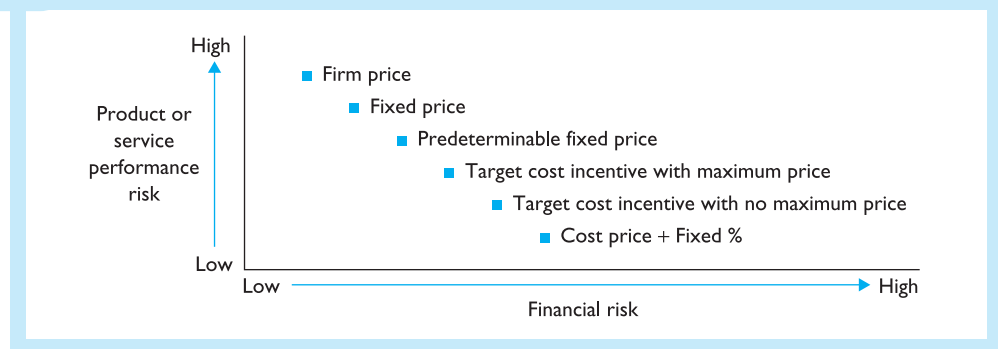 High
Firm price
Fixed price
Product or
service
performance
risk
Predeterminable fixed price
Target cost incentive with maximum price
Target cost incentive with no maximum price
Cost price + Fixed %
Low
Low
High
Financial risk